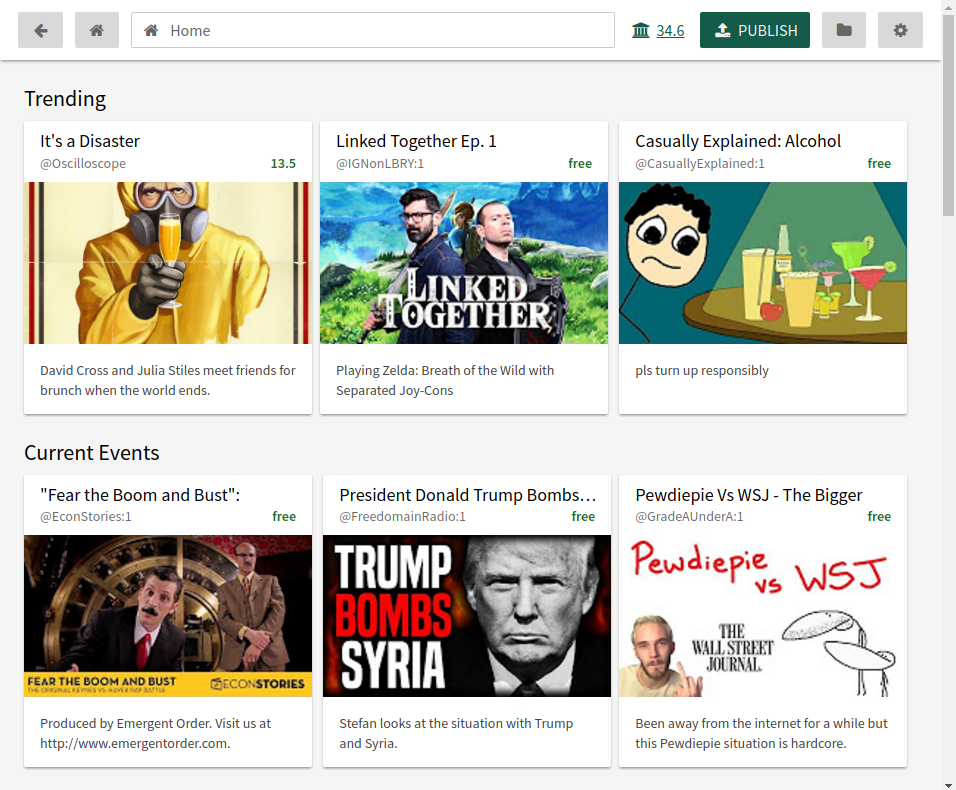 Home
34.6
PUBLISH
Trending
It's a Disaster
@Oscilloscope
13.5
David Cross and Julia Stiles meet friends for
brunch when the world ends.
Linked Together Ep. 1
@IGNonLBRY:1
free
LINKED
TOGETHER
Playing Zelda: Breath of the Wild with
Separated Joy-Cons
Casually Explained: Alcohol
@CasuallyExplained:1
free
pls turn up responsibly
Current Events
"Fear the Boom and Bust":
@EconStories:1
free
FEAR THE BOOM AND BUST
THE ORIGINAL KEYNES VS. HAYEK RAP BATTLE
ECONSTORIES
Produced by Emergent Order. Visit us at
http://www.emergentorder.com.
President Donald Trump Bombs…
@FreedomainRadio:1
free
TRUMP
BOMBS
SYRIA
Stefan looks at the situation with Trump
and Syria.
Pewdiepie Vs WSJ - The Bigger
@GradeAUnderA:1
free
Pewdiepie
vs WSJ
THE
WALL STREET
JOURNAL.
Been away from the internet for a while but
this Pewdiepie situation is hardcore.